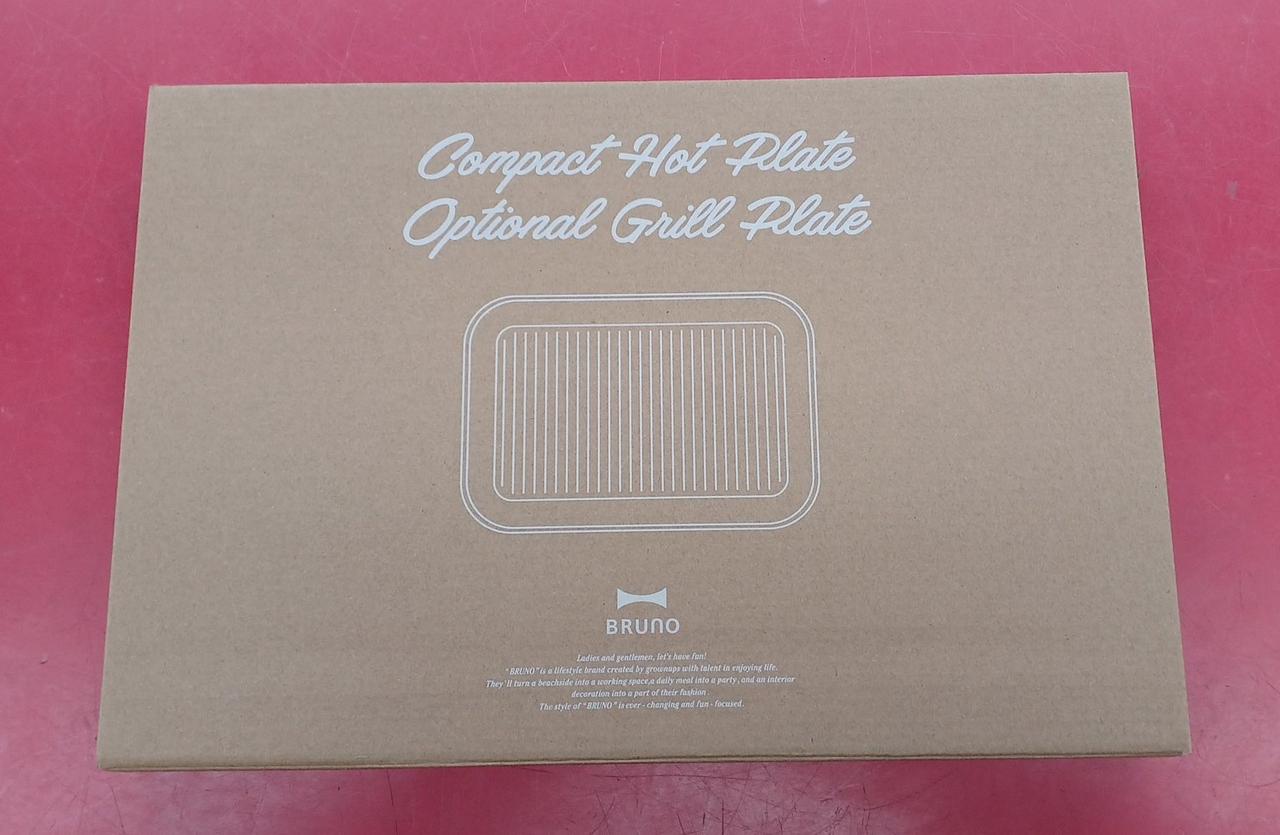 Compact Hot Plate
Optional Grill Plate
BRUNO
Ladies and gentlemen, let's have fun!
"BRUNO" is a lifestyle brand created by grownups with talent in enjoying life.
They'll turn a beachside into a working space,a daily meal into a party, and an interior
decoration into a part of their fashion
The style of "BRUNO" is ever - changing and fun - focused.